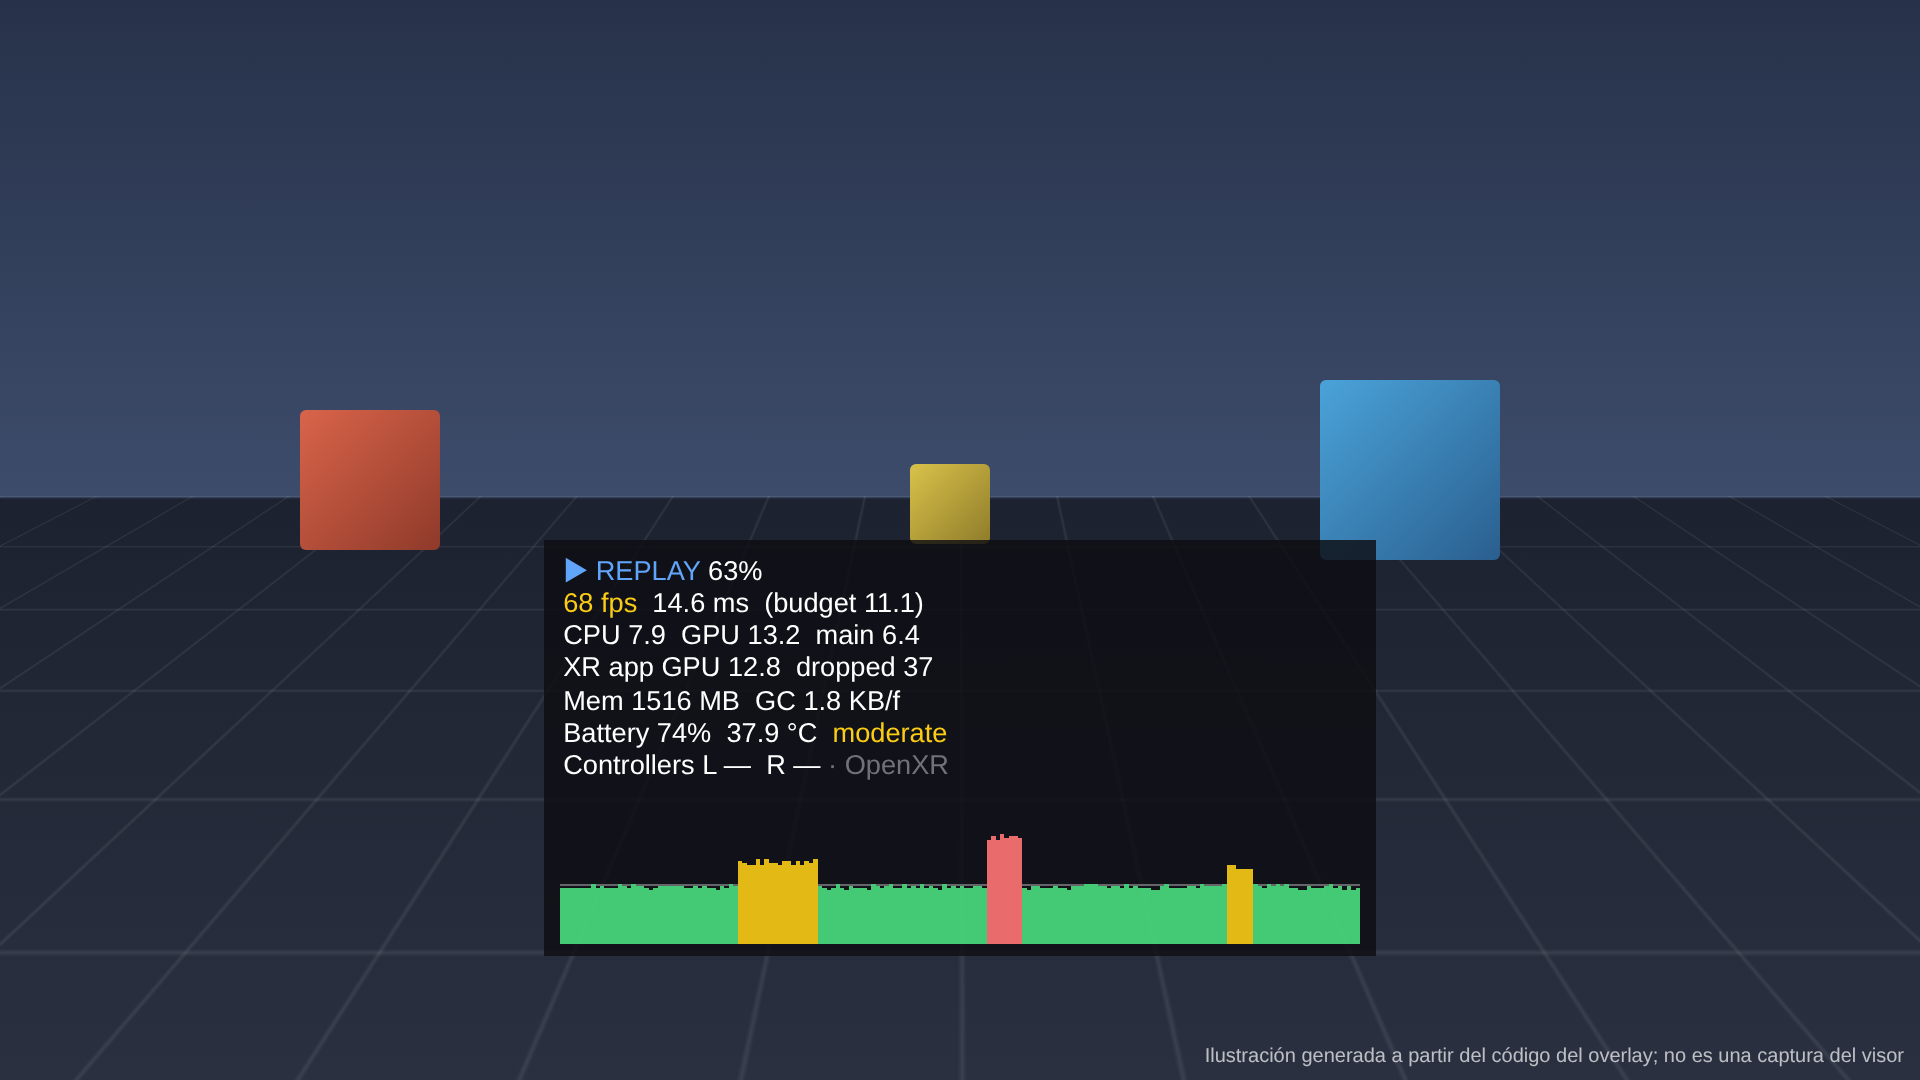 ▶ REPLAY 63%
68 fps  14.6 ms  (budget 11.1)
CPU 7.9  GPU 13.2  main 6.4
XR app GPU 12.8  dropped 37
Mem 1516 MB  GC 1.8 KB/f
Battery 74%  37.9 °C  moderate
Controllers L —  R — · OpenXR
Ilustración generada a partir del código del overlay; no es una captura del visor